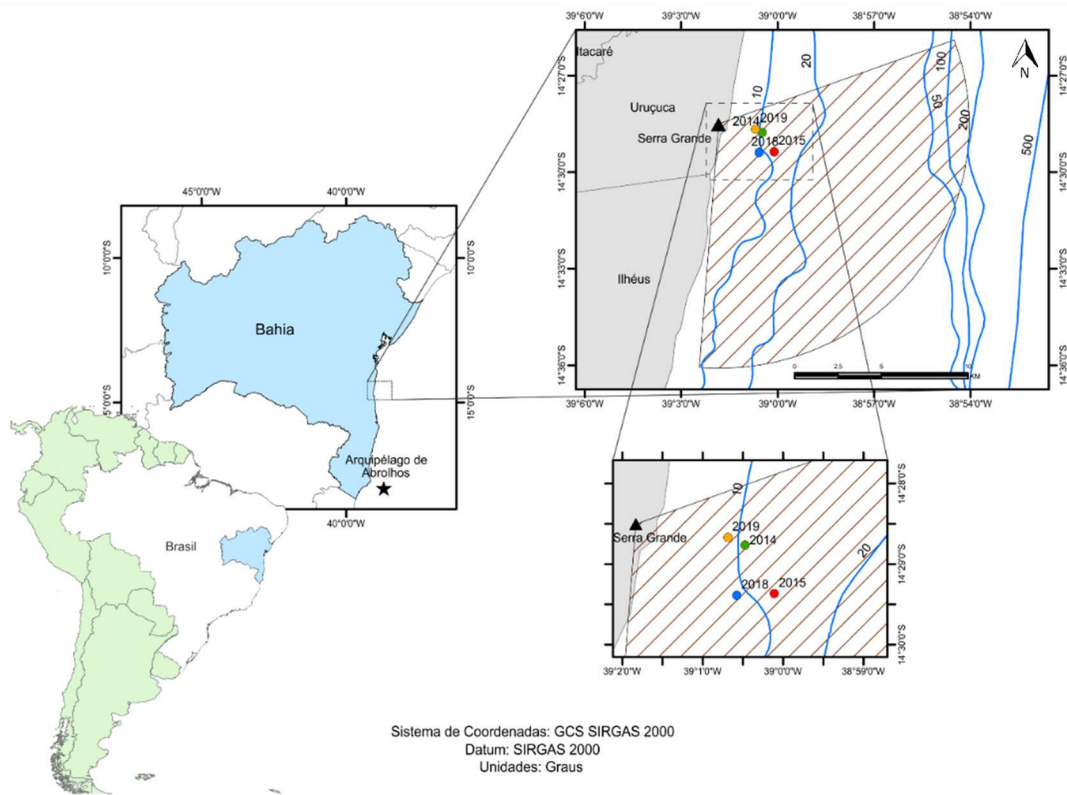 39°6'0"W
39°3'0"W
39°0'0"W
38°57'0"W
38°54'0"W
Itacaré
Uruçuca
Serra Grande
Ilhéus
2014
2019
2018
2015
10
20
50
100
200
500
N
14°27'0"S
14°30'0"S
14°33'0"S
14°36'0"S
14°27'0"S
14°30'0"S
14°33'0"S
14°36'0"S
0
2.5
5
10
KM
39°6'0"W
39°3'0"W
39°0'0"W
38°57'0"W
38°54'0"W
45°0'0"W
40°0'0"W
10°0'0"S
15°0'0"S
10°0'0"S
15°0'0"S
Bahia
Arquipélago de
Abrolhos
40°0'0"W
Brasil
10
20
Serra Grande
2019
2014
2018
2015
14°28'0"S
14°29'0"S
14°30'0"S
39°2'0"W
39°1'0"W
39°0'0"W
38°59'0"W
Sistema de Coordenadas: GCS SIRGAS 2000
Datum: SIRGAS 2000
Unidades: Graus